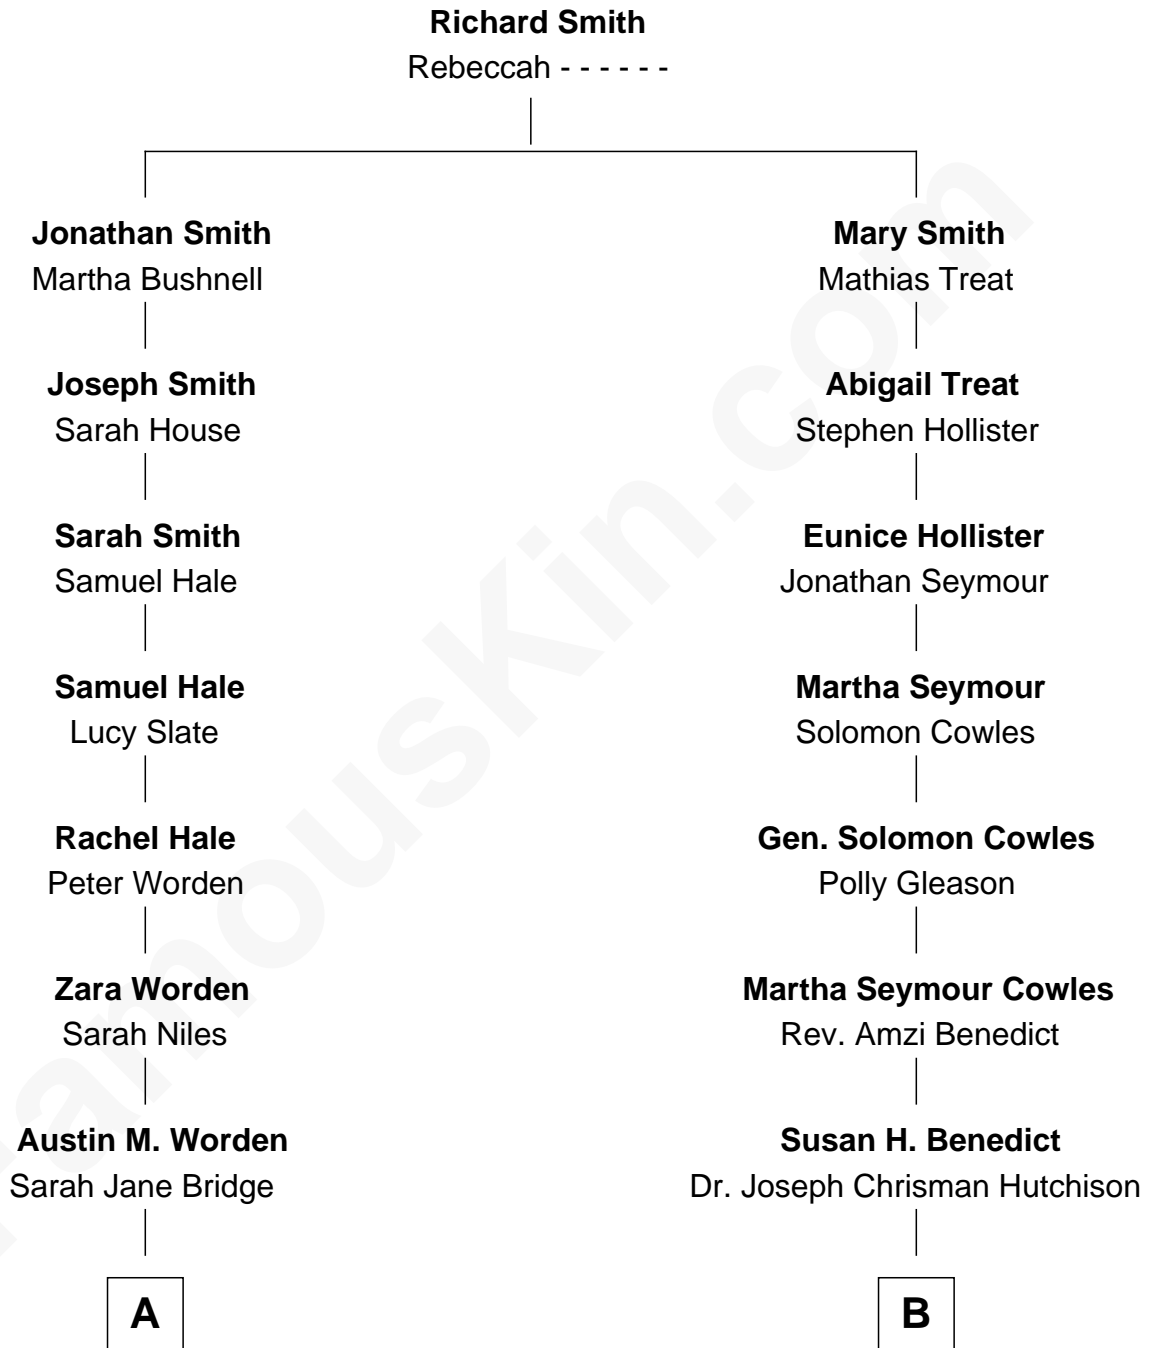 Richard Smith
Rebeccah - - - - - -
Jonathan Smith
Martha Bushnell
Joseph Smith
Sarah House
Sarah Smith
Samuel Hale
Samuel Hale
Lucy Slate
Rachel Hale
Peter Worden
Zara Worden
Sarah Niles
Austin M. Worden
Sarah Jane Bridge
A
Mary Smith
Mathias Treat
Abigail Treat
Stephen Hollister
Eunice Hollister
Jonathan Seymour
Martha Seymour
Solomon Cowles
Gen. Solomon Cowles
Polly Gleason
Martha Seymour Cowles
Rev. Amzi Benedict
Susan H. Benedict
Dr. Joseph Chrisman Hutchison
B
FamousKin.com